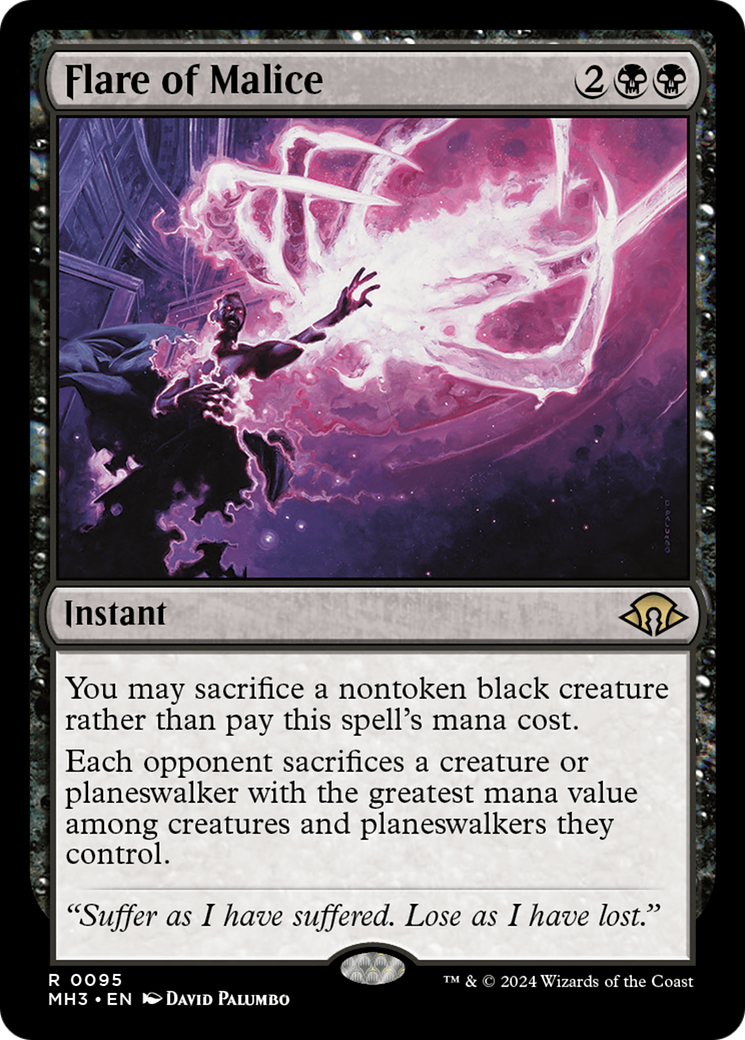 Flare of Malice 2
Instant
You may sacrifice a nontoken black creature
rather than pay this spell's mana cost.
Each opponent sacrifices a creature or
planeswalker with the greatest mana value
among creatures and planeswalkers they
control.
“Suffer as I have suffered. Lose as I have lost.”
R 0095
MH3 • EN DAVID PALUMBO
™ & © 2024 Wizards of the Coast
D. PALUMBO